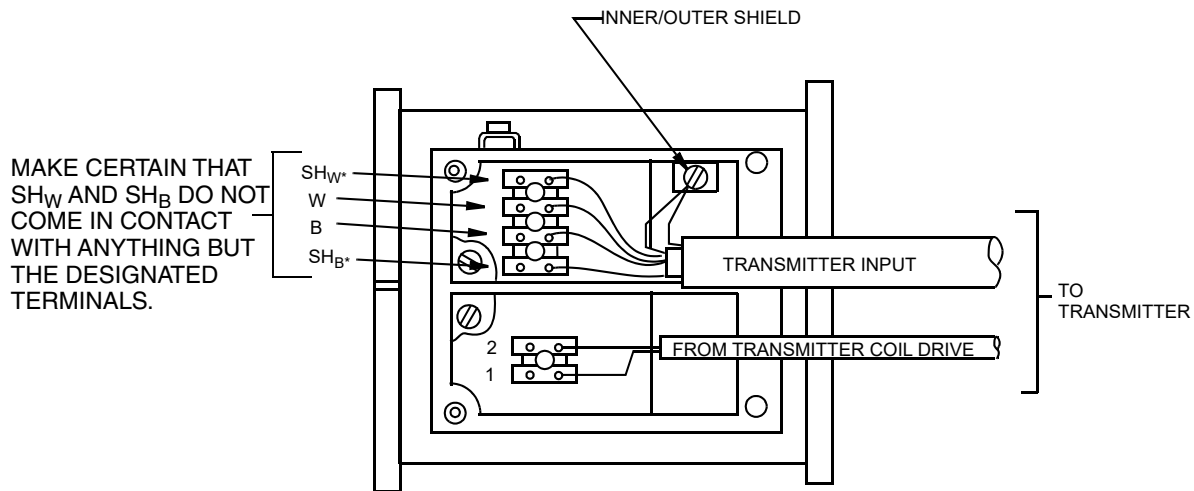 INNER/OUTER SHIELD
MAKE CERTAIN THAT
SHW AND SHB DO NOT
COME IN CONTACT
WITH ANYTHING BUT
THE DESIGNATED
TERMINALS.
SHW*
W
B
SHB*
TRANSMITTER INPUT
TO
TRANSMITTER
2
FROM TRANSMITTER COIL DRIVE
1